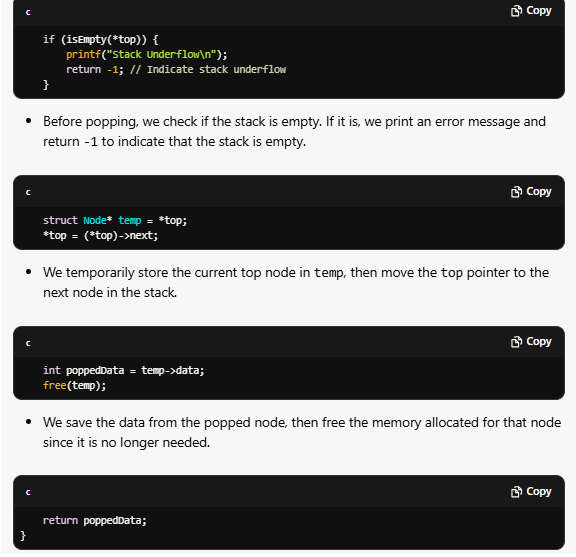 c
Copy
if (isEmpty(*top)) {
printf("Stack Underflow\n");
return -1; // Indicate stack underflow
}
• Before popping, we check if the stack is empty. If it is, we print an error message and
return -1 to indicate that the stack is empty.
c
Copy
struct Node* temp = *top;
*top = (*top)->next;
• We temporarily store the current top node in temp, then move the top pointer to the
next node in the stack.
c
Copy
int poppedData = temp->data;
free(temp);
• We save the data from the popped node, then free the memory allocated for that node
since it is no longer needed.
c
Copy
return poppedData;
}